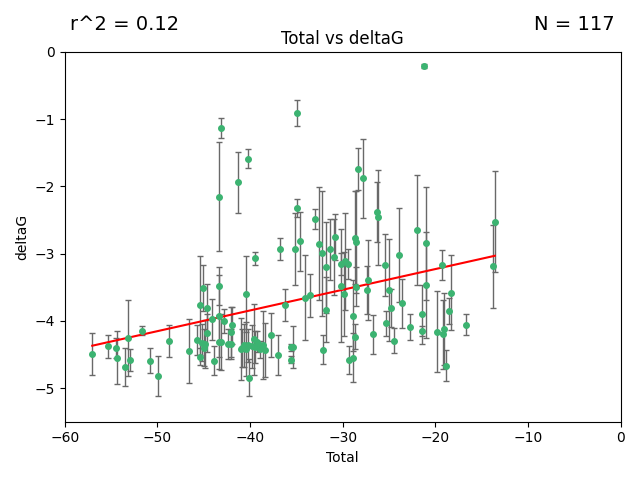 r^2 = 0.12
N = 117
Total vs deltaG
deltaG
0
−1
−2
−3
−4
−5
−60
−50
−40
−30
−20
−10
0
Total